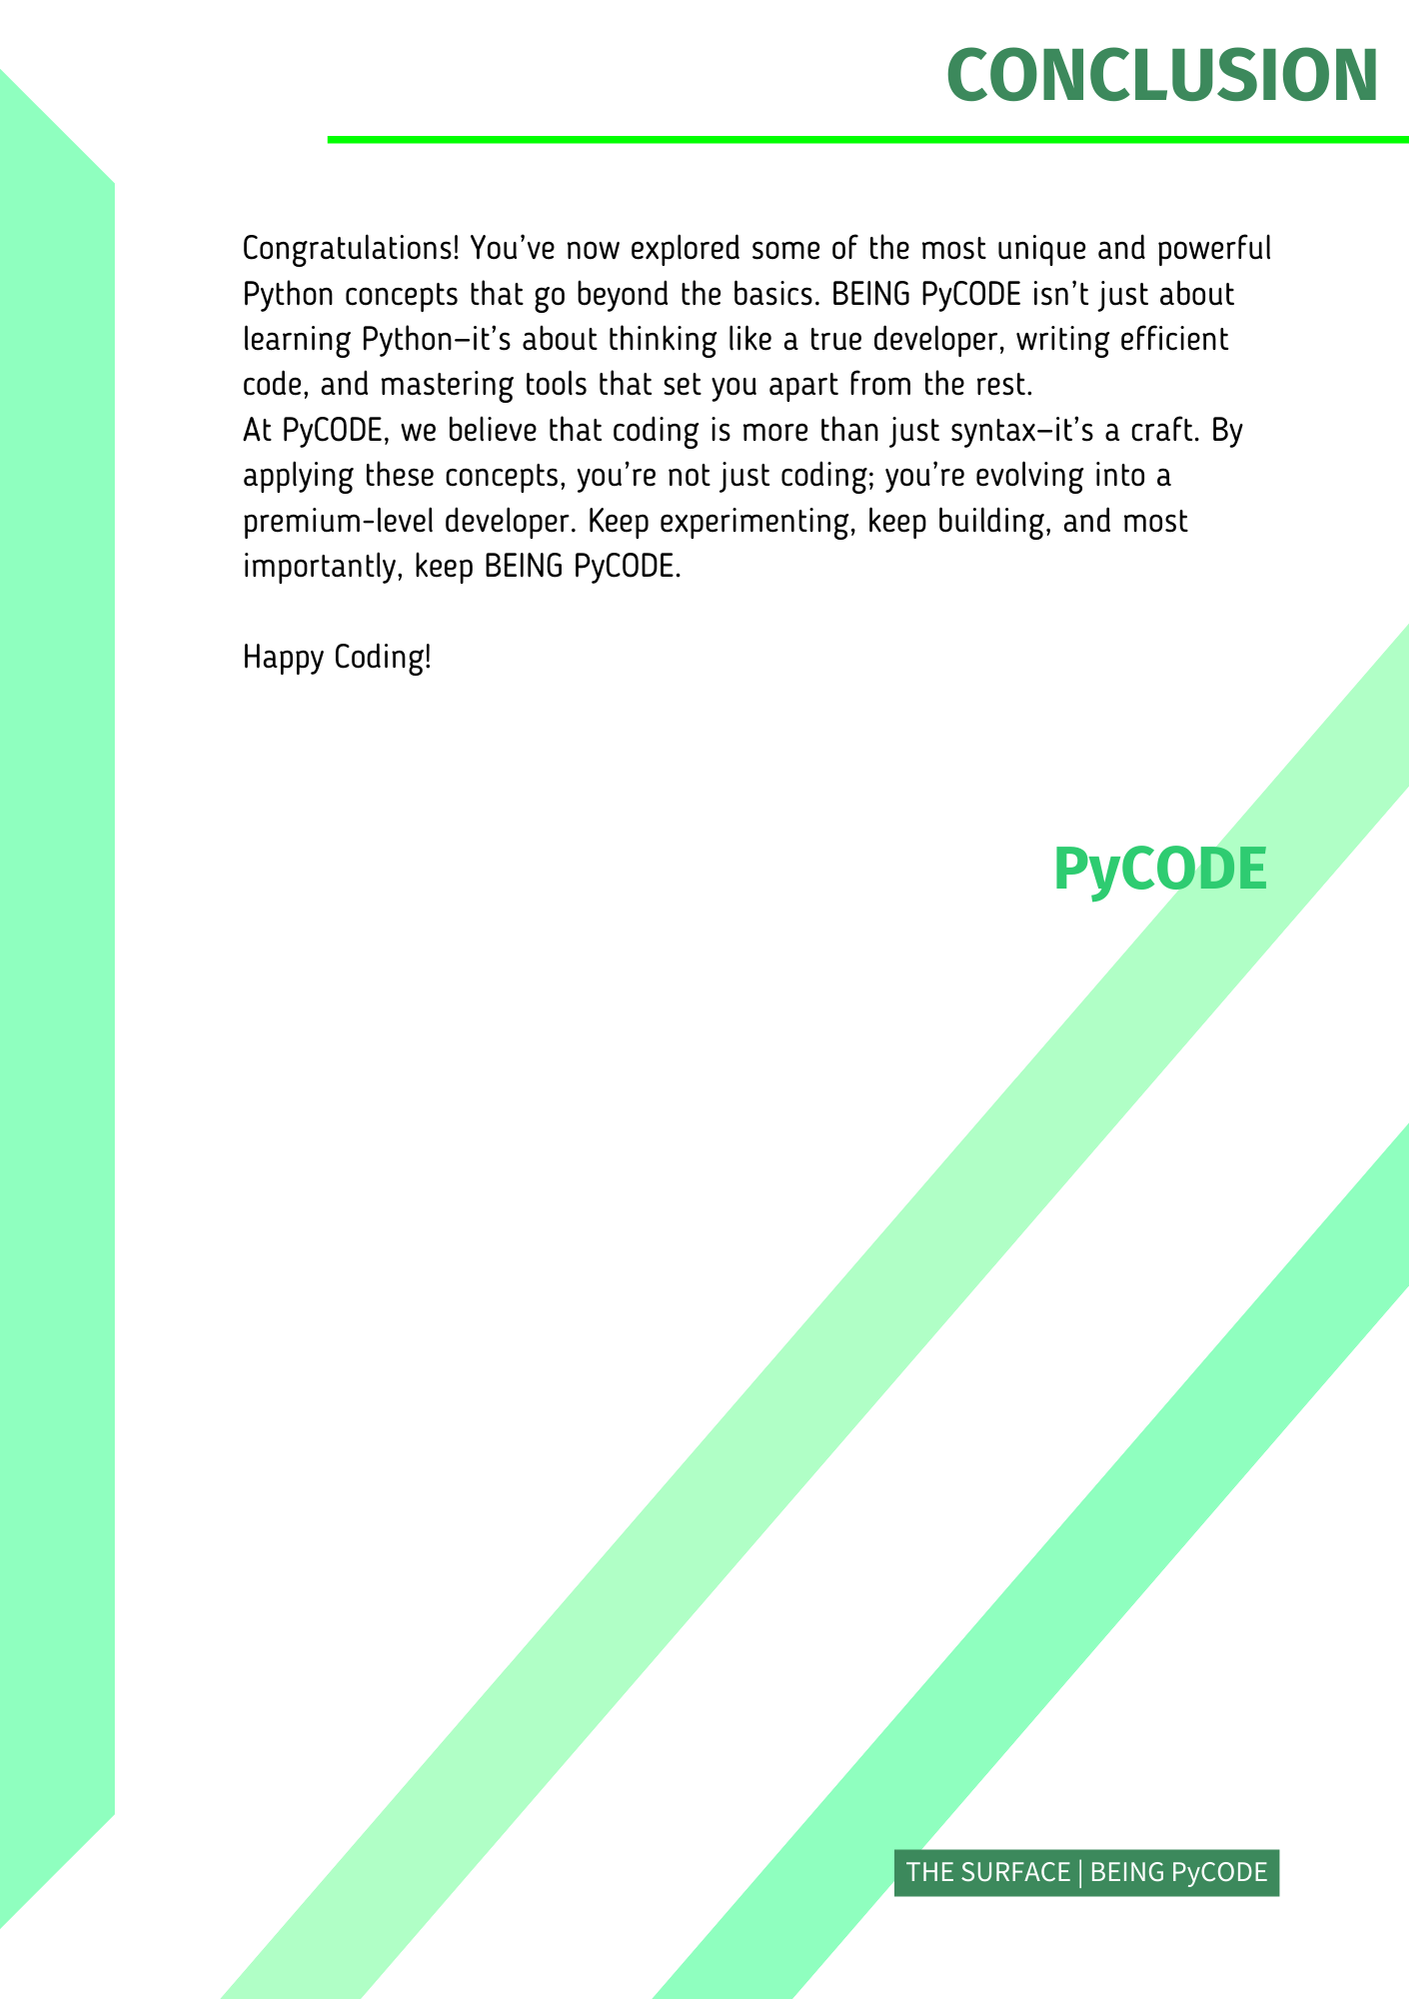 CONCLUSION
Congratulations! You’ve now explored some of the most unique and powerful
Python concepts that go beyond the basics. BEING PyCODE isn’t just about
learning Python—it’s about thinking like a true developer, writing efficient
code, and mastering tools that set you apart from the rest.
At PyCODE, we believe that coding is more than just syntax—it’s a craft. By
applying these concepts, you’re not just coding; you’re evolving into a
premium-level developer. Keep experimenting, keep building, and most
importantly, keep BEING PyCODE.
Happy Coding!
PyCODE
THE SURFACE | BEING PyCODE